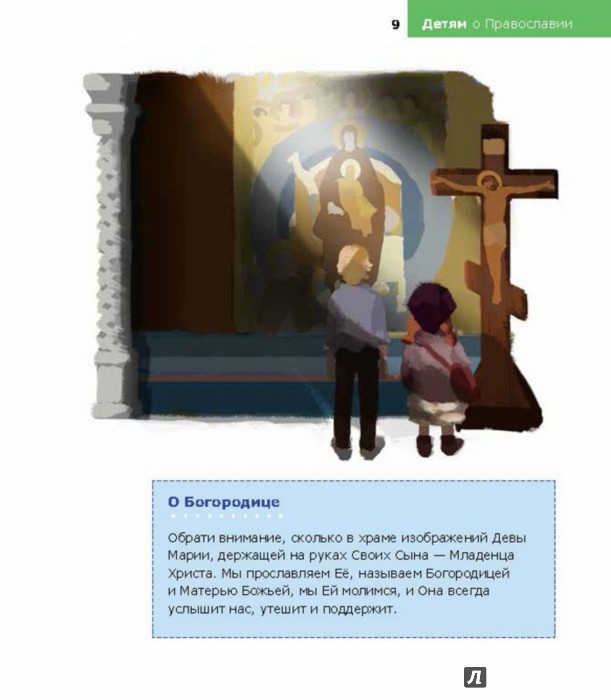 9 Детям о Православии
О Богородице
Обрати внимание, сколько в храме изображений Девы
Марии, держащей на руках Своих Сына — Младенца
Христа. Мы прославляем Её, называем Богородицей
и Матерью Божьей, мы Ей молимся, и Она всегда
услышит нас, утешит и поддержит.
Л